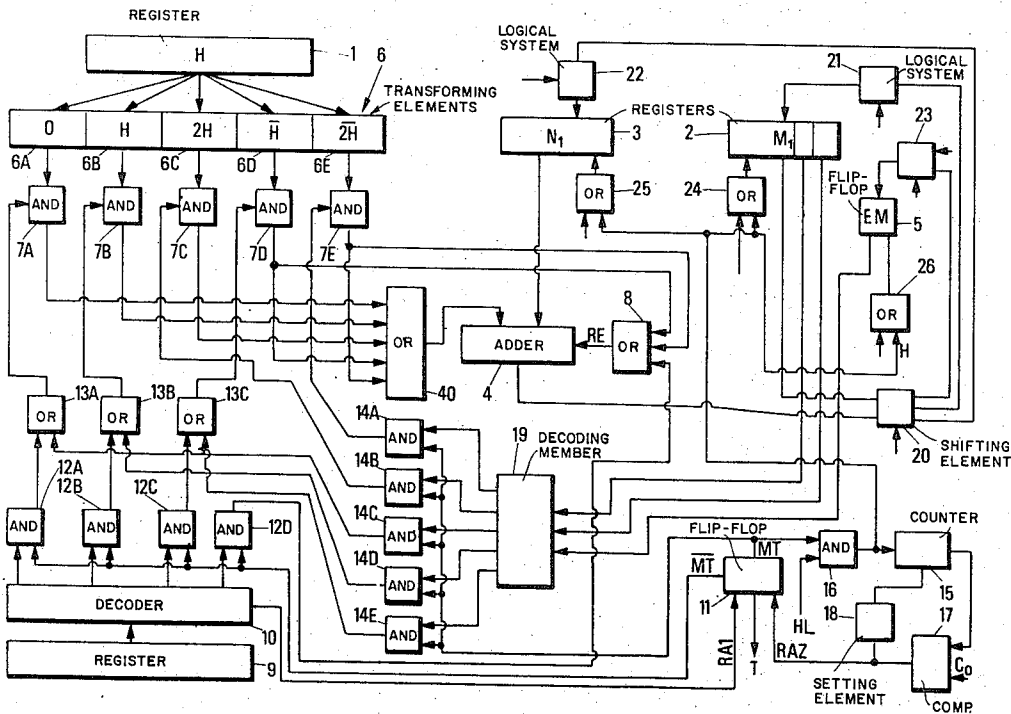 REGISTER
H
1
LOGICAL
SYSTEM
22
21
LOGICAL
SYSTEM
6
TRANSFORMING
ELEMENTS
REGISTERS
23
O
H
2H
H̅
2̅H̅
N₁
3
2
M₁
6A
6B
6C
6D
6E
FLIP-
FLOP
EM
5
OR
25
24
OR
AND
AND
AND
AND
AND
7A
7B
7C
7D
7E
26
OR
H
8
OR
ADDER
RE
OR
4
40
13A
13B
13C
OR
OR
OR
14A
AND
19
DECODING
MEMBER
SHIFTING
ELEMENT
20
12A
12B
12C
14B
AND
AND
AND
AND
AND
12D
14C
AND
FLIP-FLOP
COUNTER
14D
AND
M̅T̅
MT
AND
16
15
DECODER
10
11
18
17
14E
AND
HL
REGISTER
9
RA1
T
RAZ
C₀
SETTING
ELEMENT
COMP.